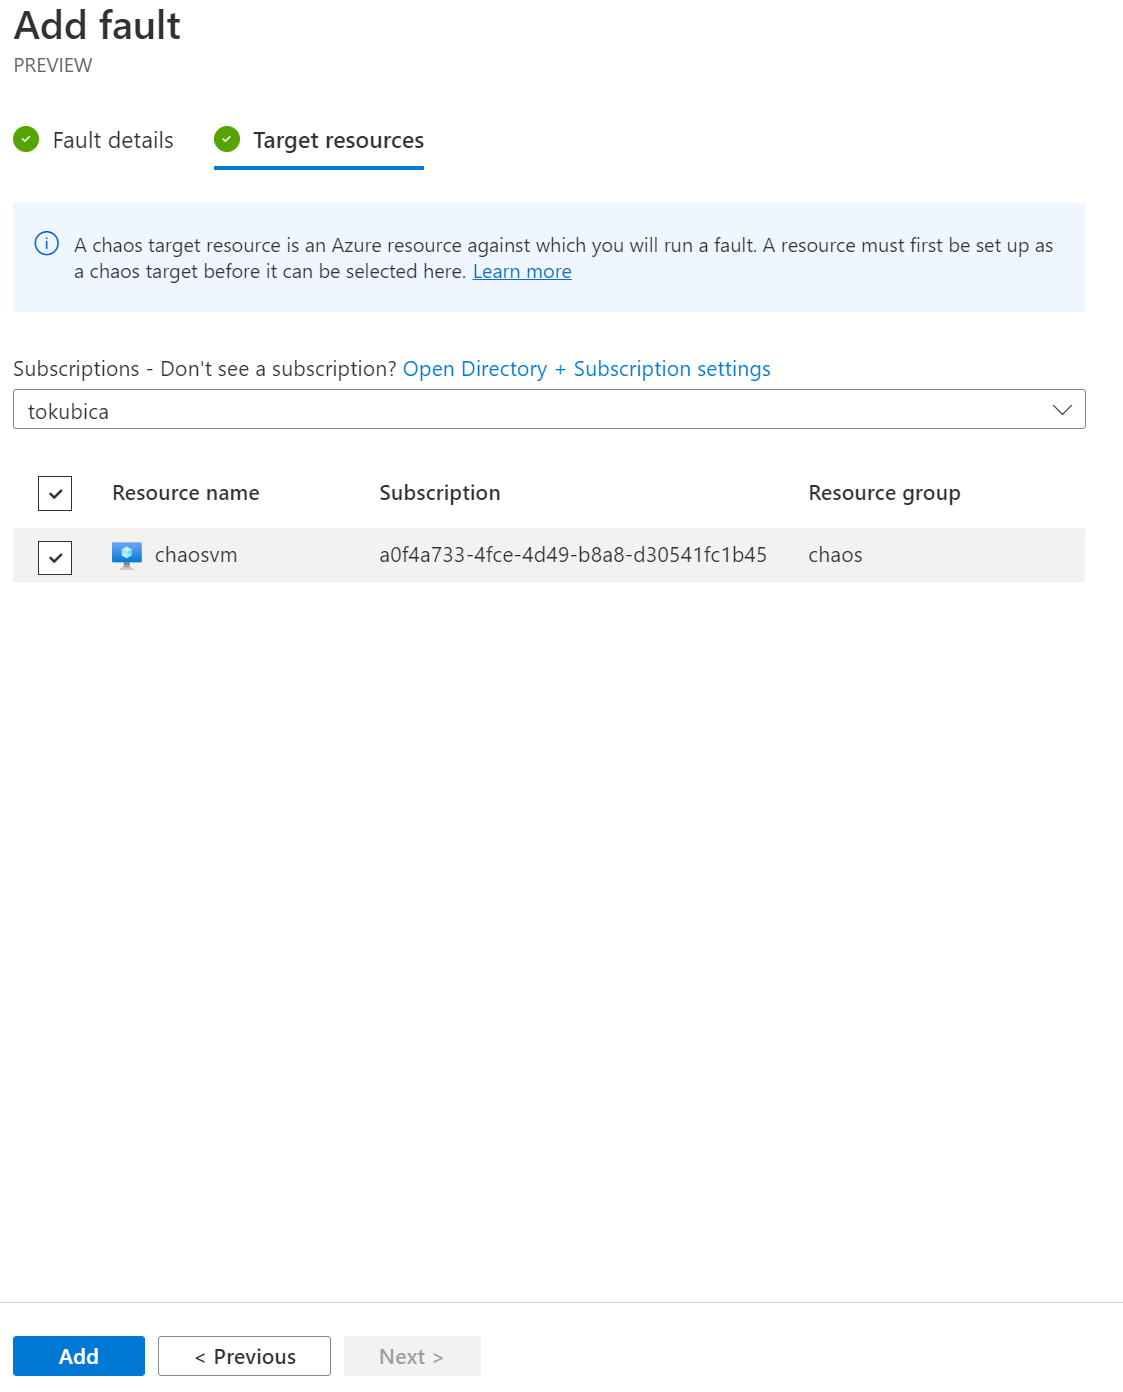 Add fault
PREVIEW
Fault details
Target resources
A chaos target resource is an Azure resource against which you will run a fault. A resource must first be set up as
a chaos target before it can be selected here. Learn more
Subscriptions - Don't see a subscription? Open Directory + Subscription settings
tokubica
Resource name Subscription Resource group
chaosvm a0f4a733-4fce-4d49-b8a8-d30541fc1b45 chaos
Add
< Previous
Next >